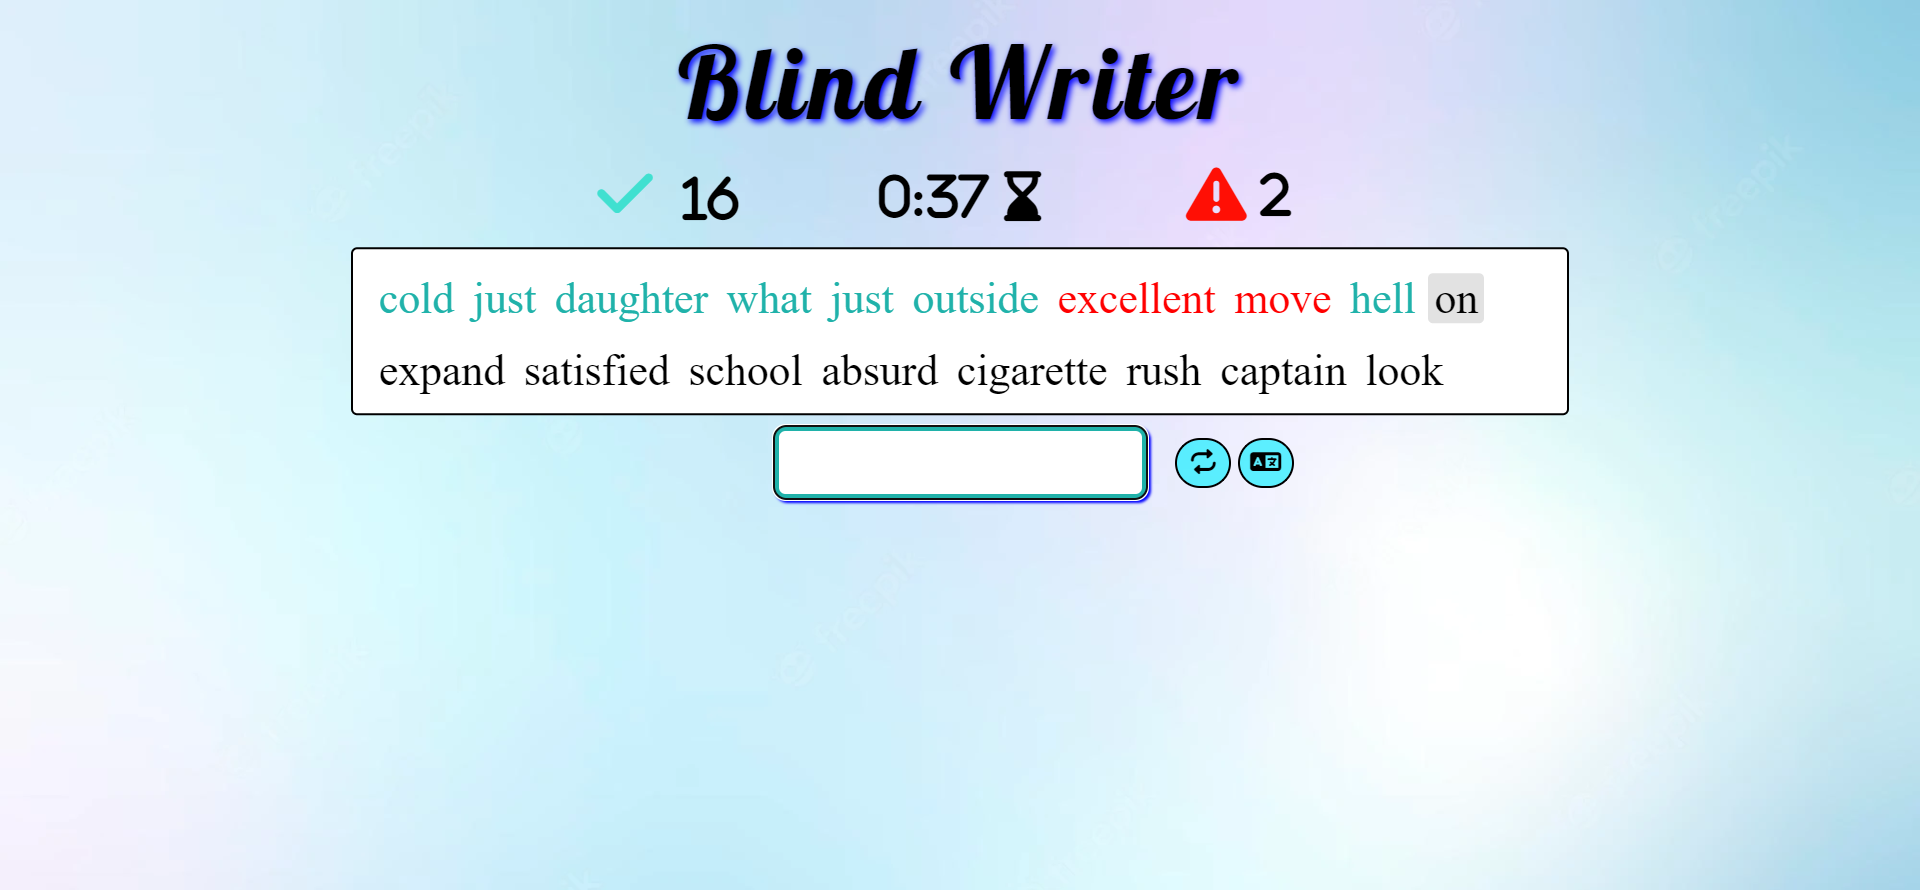 Blind Writer
16 0:37 2
cold just daughter what just outside excellent move hell on
expand satisfied school absurd cigarette rush captain look